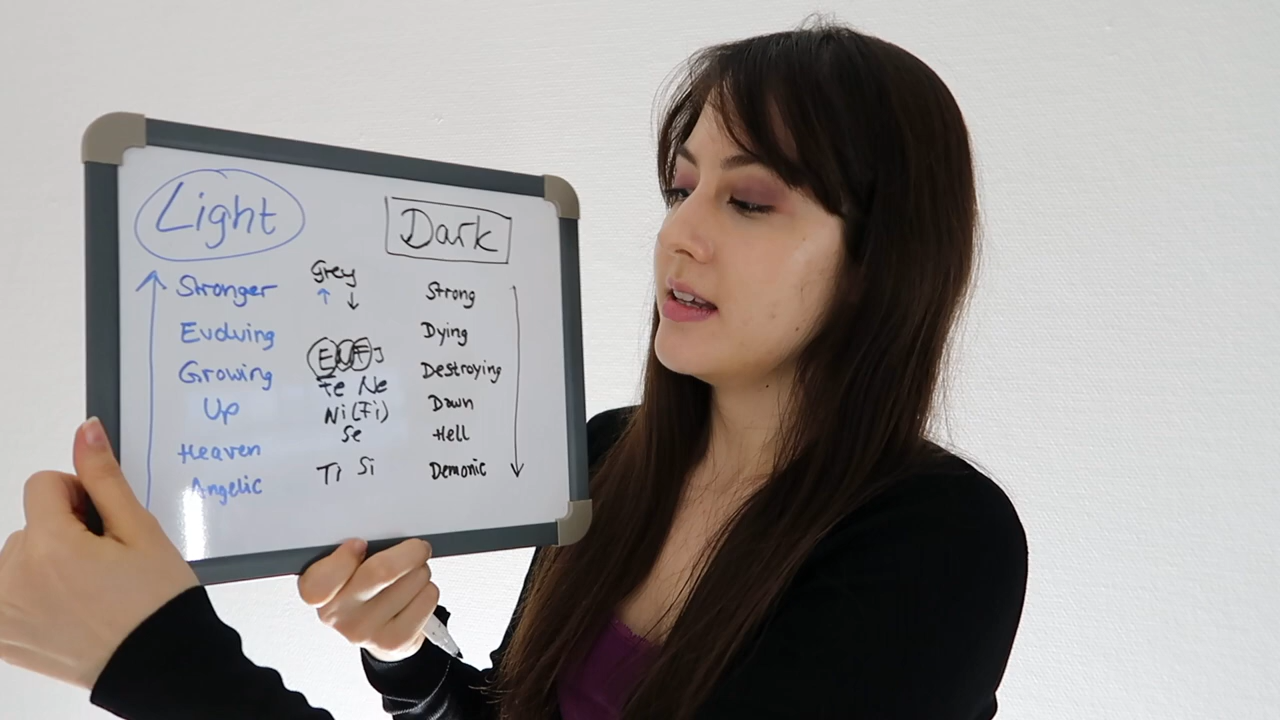 Light
Dark
Grey
Stronger
Evolving
Growing
Up
Heaven
Angelic
ENFJ
Fe Ne
Ni (Fi)
Se
Ti Si
Strong
Dying
Destroying
Down
Hell
Demonic